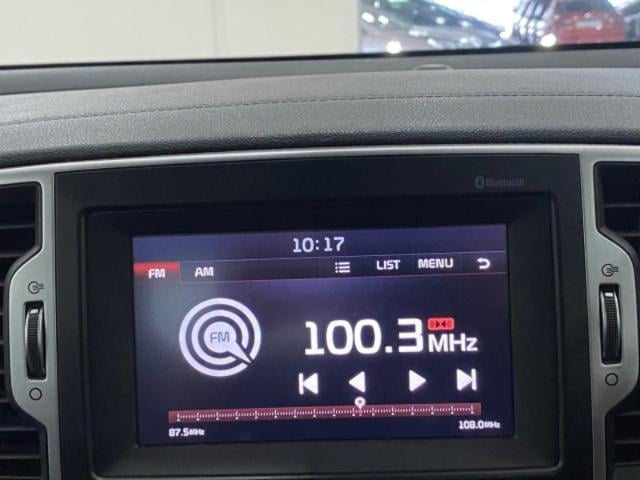 Bluetooth
10:17
FM AM LIST MENU
FM 100.3 MHz
87.5MHz 108.0MHz